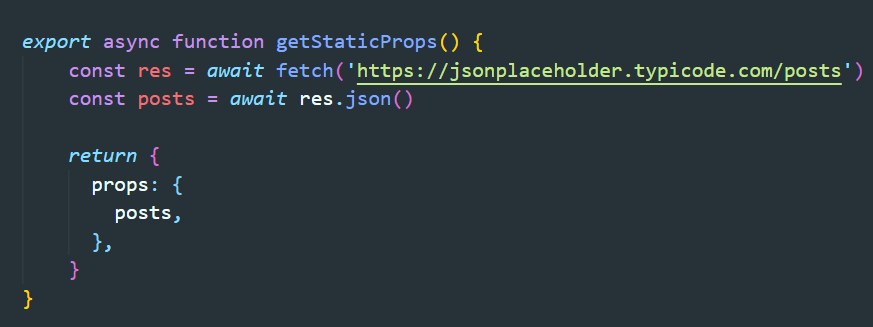 export async function getStaticProps() {
    const res = await fetch('https://jsonplaceholder.typicode.com/posts')
    const posts = await res.json()

    return {
      props: {
        posts,
      },
    }
}